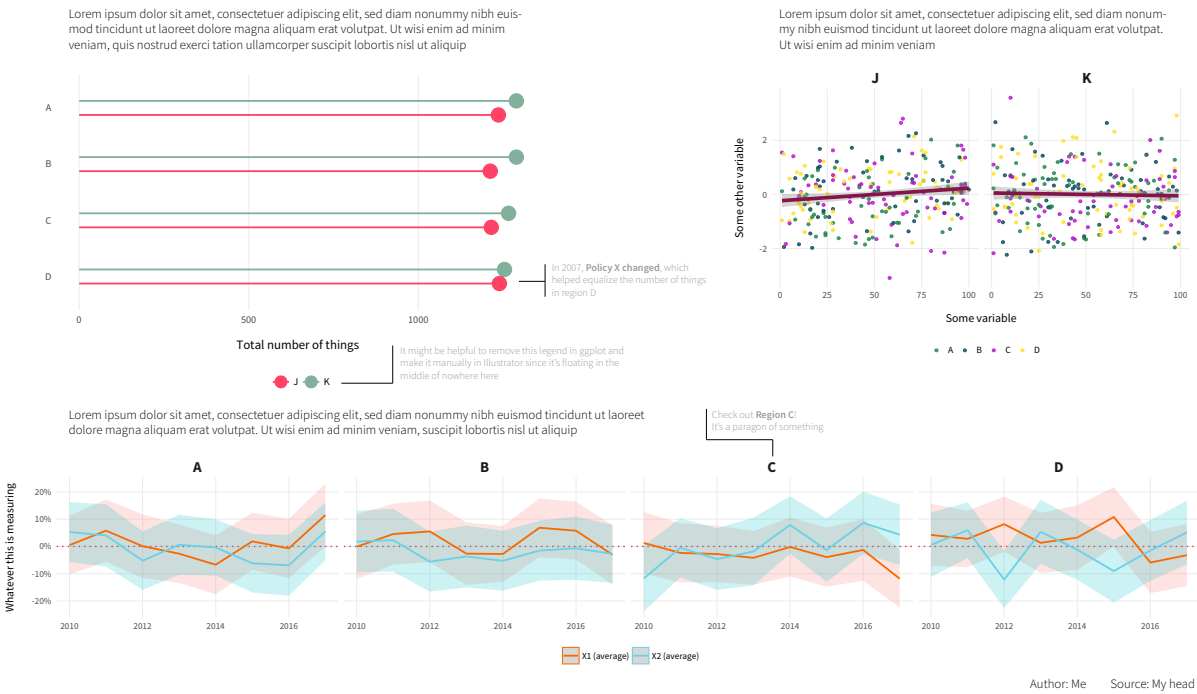 Lorem ipsum dolor sit amet, consectetuer adipiscing elit, sed diam nonummy nibh euis-
mod tincidunt ut laoreet dolore magna aliquam erat volutpat. Ut wisi enim ad minim
veniam, quis nostrud exerci tation ullamcorper suscipit lobortis nisl ut aliquip
A
B
C
D
In 2007, Policy X changed, which
helped equalize the number of things
in region D
0 500 1000
Total number of things
J K
It might be helpful to remove this legend in ggplot and
make it manually in Illustrator since it's floating in the
middle of nowhere here
Lorem ipsum dolor sit amet, consectetuer adipiscing elit, sed diam nonum-
my nibh euismod tincidunt ut laoreet dolore magna aliquam erat volutpat.
Ut wisi enim ad minim veniam
J K
Some other variable
2
0
-2
0 25 50 75 100 0 25 50 75 100
Some variable
A B C D
Lorem ipsum dolor sit amet, consectetuer adipiscing elit, sed diam nonummy nibh euismod tincidunt ut laoreet
dolore magna aliquam erat volutpat. Ut wisi enim ad minim veniam, suscipit lobortis nisl ut aliquip
Check out Region C!
It's a paragon of something
A B C D
Whatever this is measuring
20%
10%
0%
-10%
-20%
2010 2012 2014 2016 2010 2012 2014 2016 2010 2012 2014 2016 2010 2012 2014 2016
X1 (average) X2 (average)
Author: Me Source: My head